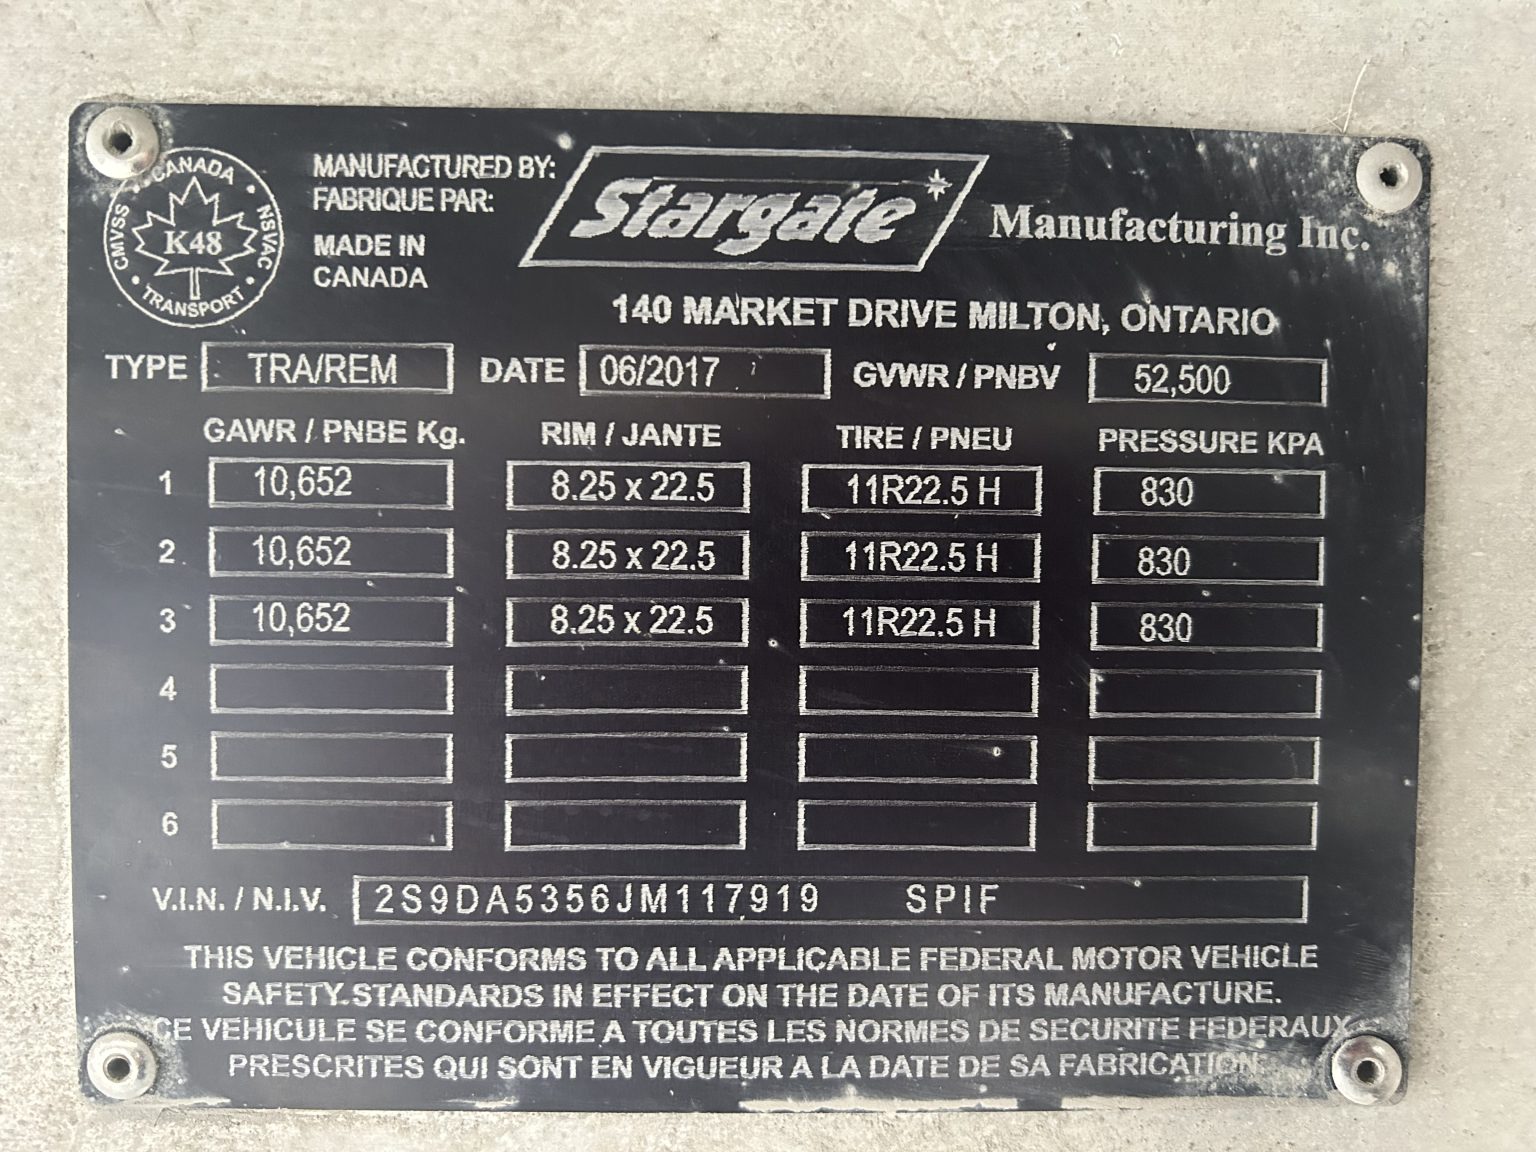 CANADA
CMVSS
NSVAC
K48
TRANSPORT
MANUFACTURED BY:
FABRIQUE PAR:
MADE IN
CANADA
Stargate Manufacturing Inc.
140 MARKET DRIVE MILTON, ONTARIO
TYPE TRA/REM DATE 06/2017 GVWR / PNBV 52,500
GAWR / PNBE Kg. RIM / JANTE TIRE / PNEU PRESSURE KPA
1 10,652 8.25 x 22.5 11R22.5 H 830
2 10,652 8.25 x 22.5 11R22.5 H 830
3 10,652 8.25 x 22.5 11R22.5 H 830
4
5
6
V.I.N. / N.I.V. 2S9DA5356JM117919 SPIF
THIS VEHICLE CONFORMS TO ALL APPLICABLE FEDERAL MOTOR VEHICLE
SAFETY STANDARDS IN EFFECT ON THE DATE OF ITS MANUFACTURE.
CE VEHICULE SE CONFORME A TOUTES LES NORMES DE SECURITE FEDERAUX
PRESCRITES QUI SONT EN VIGUEUR A LA DATE DE SA FABRICATION.